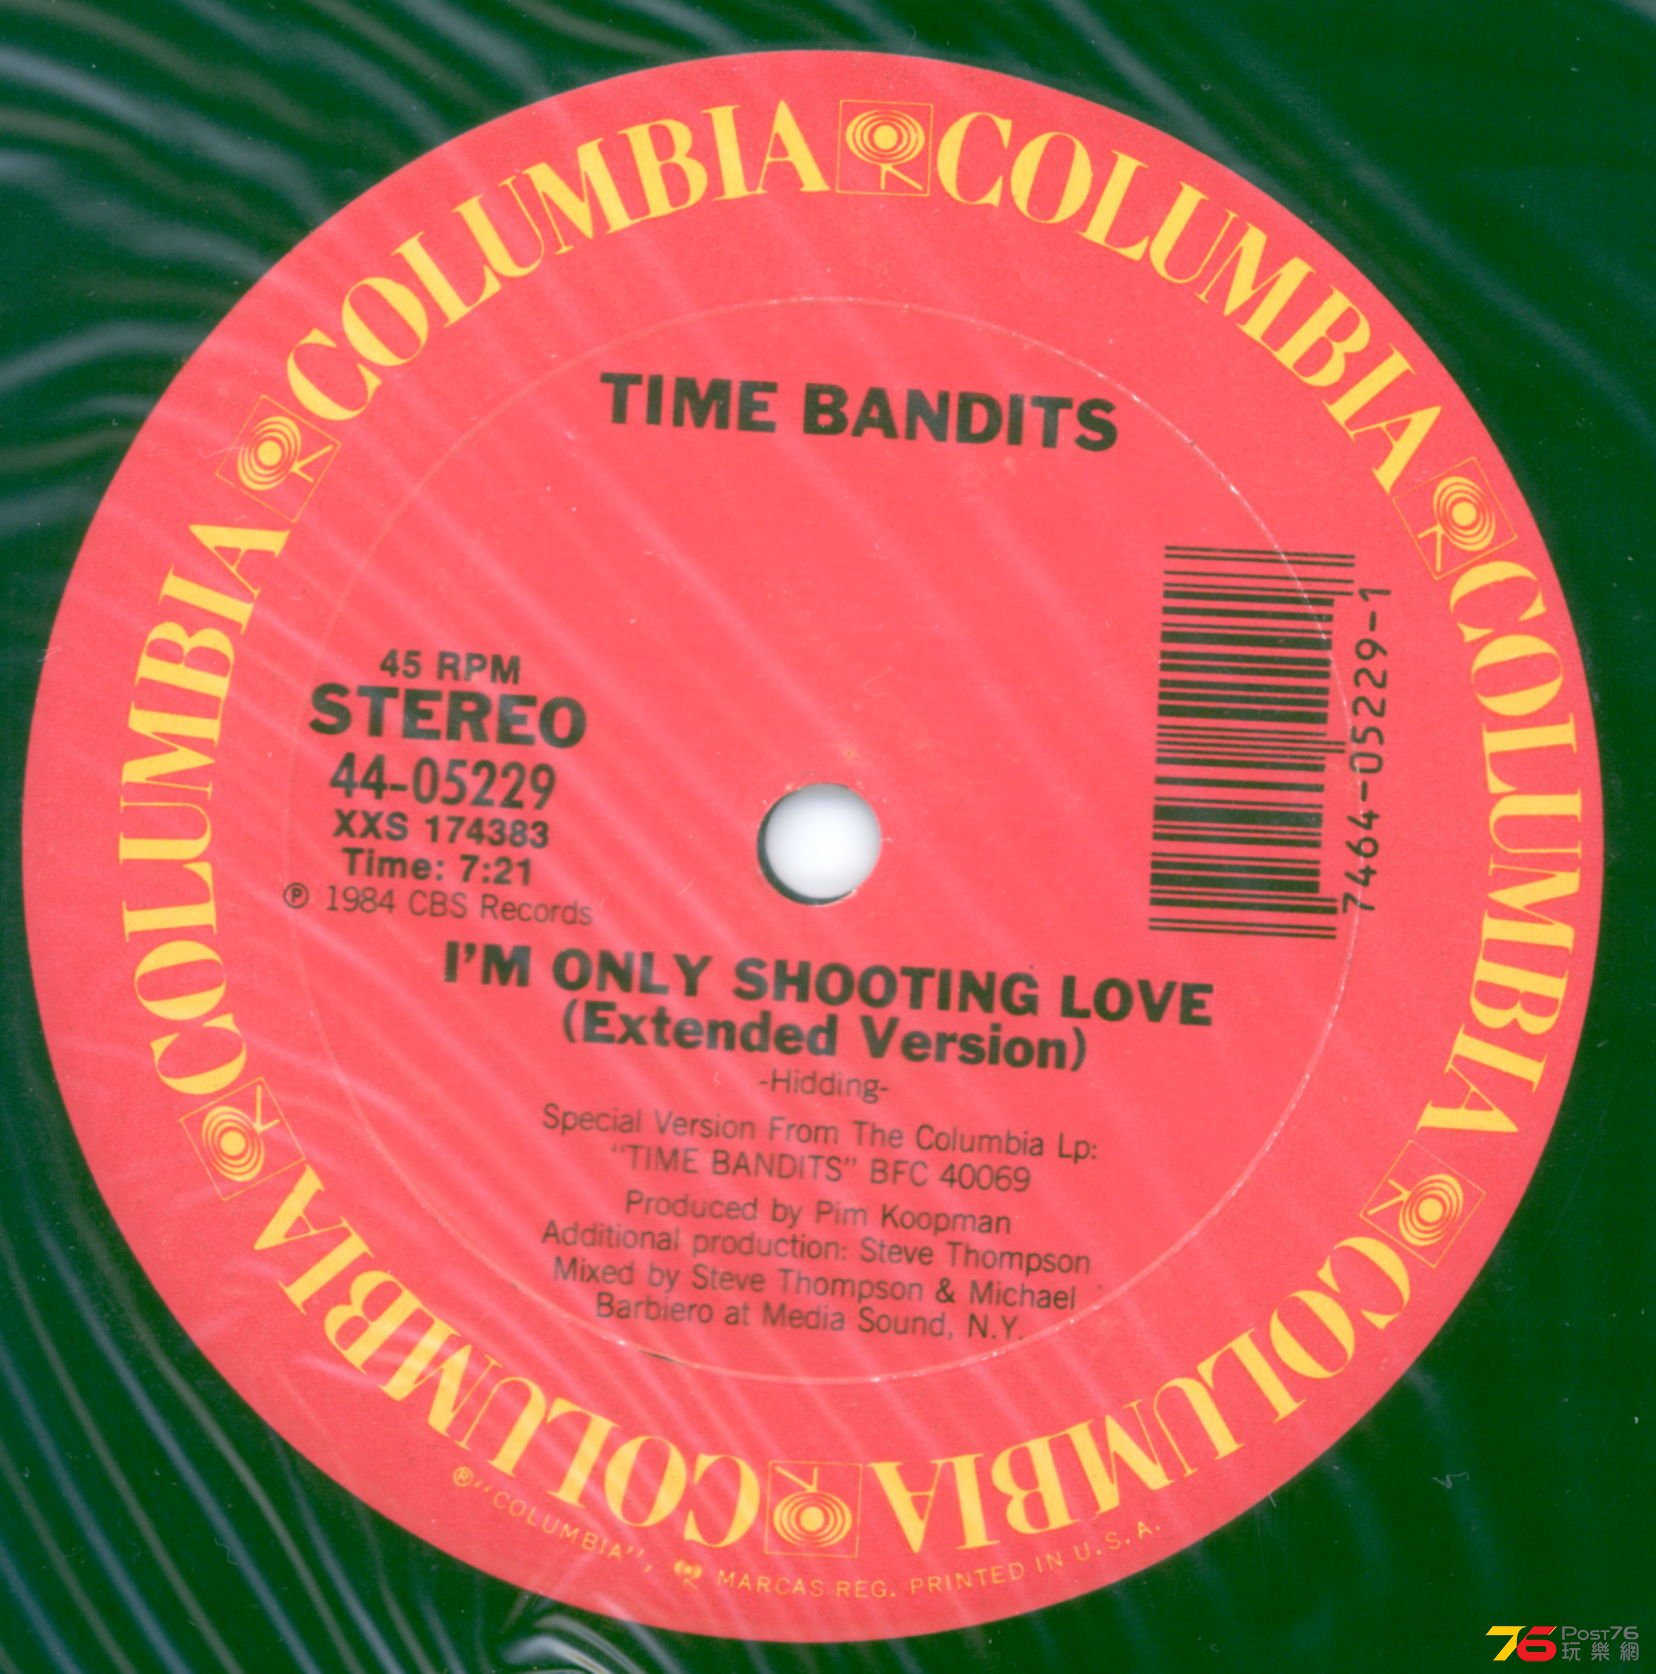 COLUMBIA COLUMBIA COLUMBIA COLUMBIA COLUMBIA COLUMBIA
TIME BANDITS
45 RPM
STEREO
44-05229
XXS 174383
Time: 7:21
Ⓟ 1984 CBS Records
7464-05229-1
I'M ONLY SHOOTING LOVE
(Extended Version)
-Hidding-
Special Version From The Columbia Lp:
"TIME BANDITS" BFC 40069
Produced by Pim Koopman
Additional production: Steve Thompson
Mixed by Steve Thompson & Michael
Barbiero at Media Sound, N.Y.
®"COLUMBIA", MARCAS REG. PRINTED IN U.S.A.
76 POST76
玩樂網